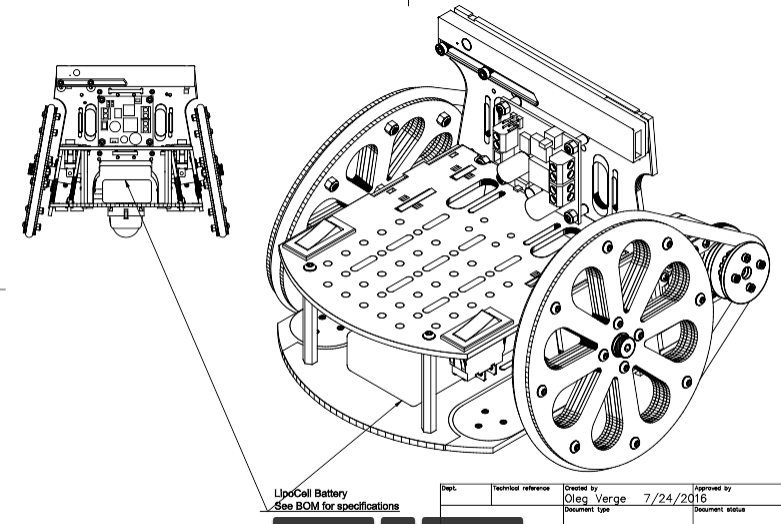 LipoCell Battery
See BOM for specifications
Dept.
Technical reference
Created by
Approved by
Oleg Verge 7/24/2016
Document type
Document status